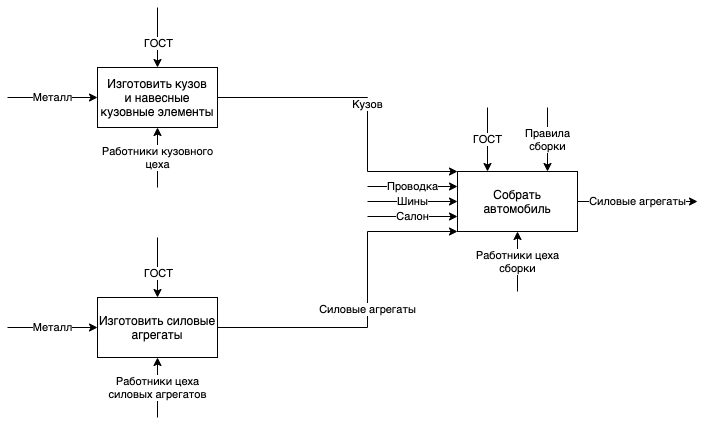 ГОСТ
Металл
Изготовить кузов
и навесные
кузовные элементы
Работники кузовного
цеха
Кузов
ГОСТ
Правила
сборки
Проводка
Шины
Салон
Собрать
автомобиль
Силовые агрегаты
Работники цеха
сборки
ГОСТ
Металл
Изготовить силовые
агрегаты
Силовые агрегаты
Работники цеха
силовых агрегатов